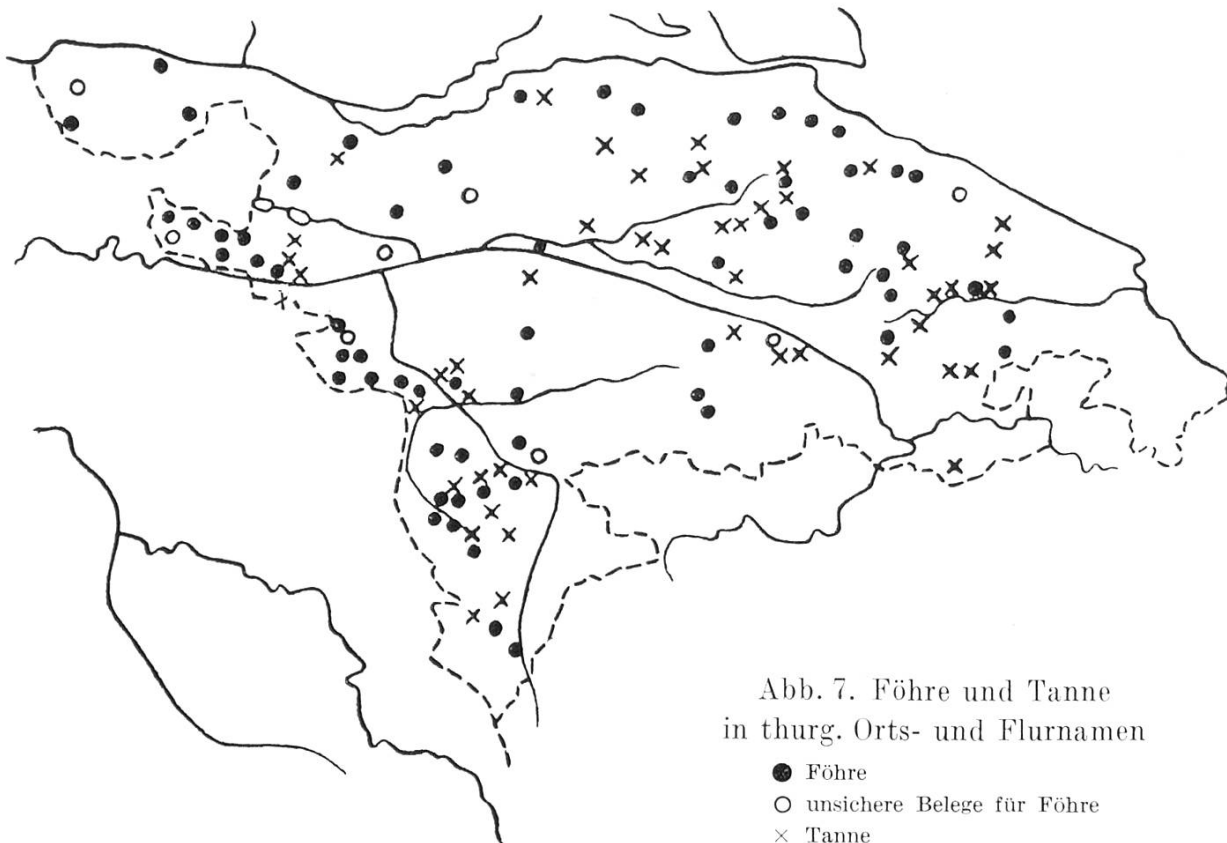 Abb. 7. Föhre und Tanne
in thurg. Orts- und Flurnamen
Föhre
unsichere Belege für Föhre
Tanne